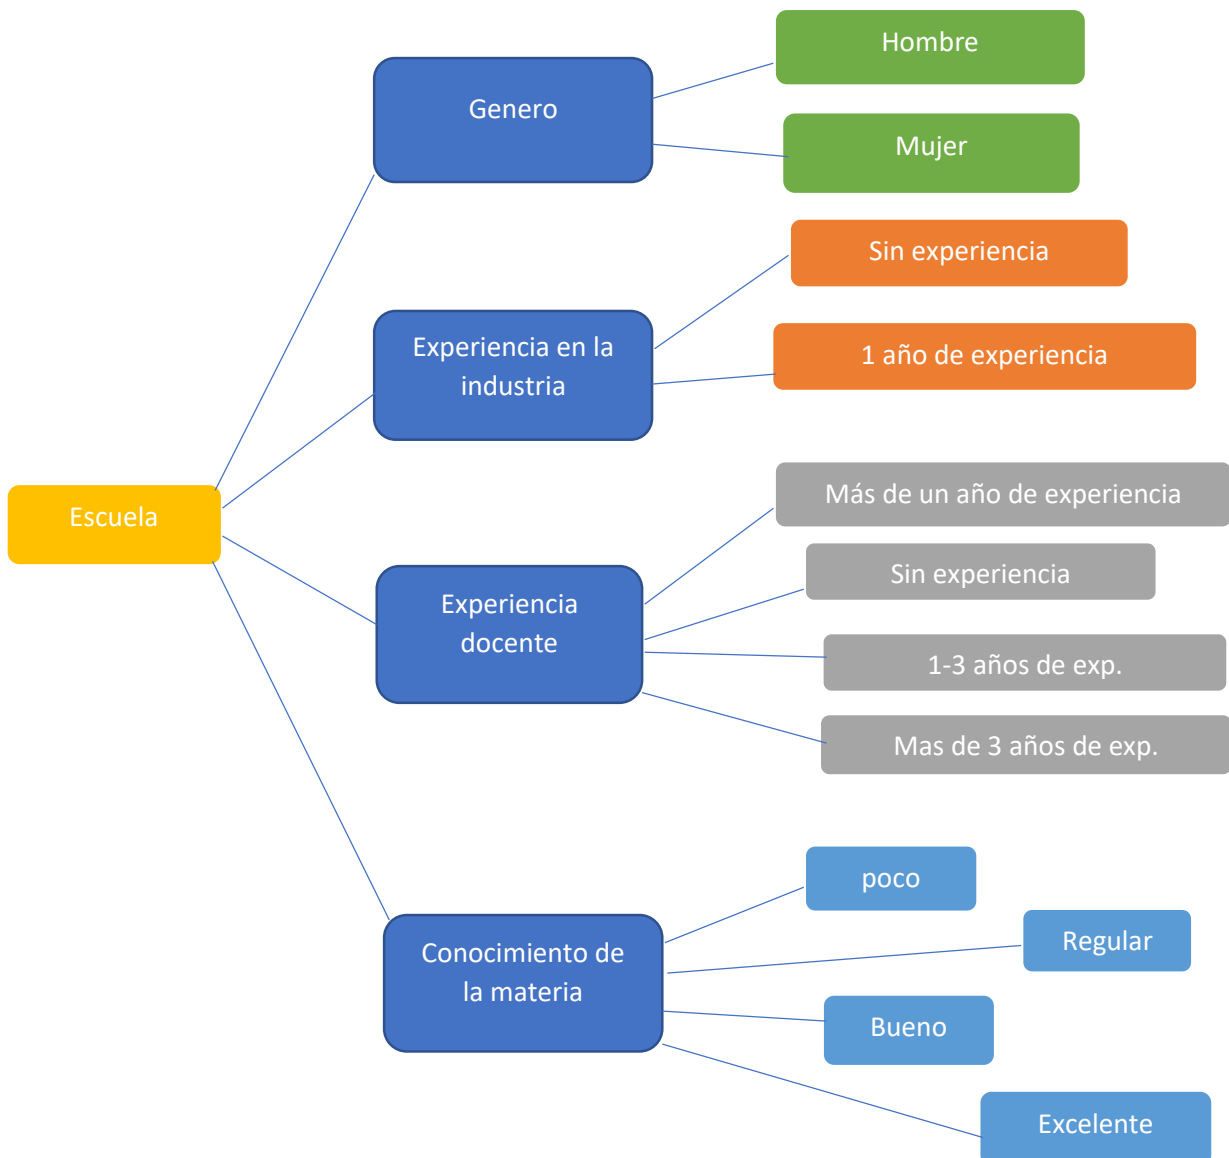 Hombre
Genero
Mujer
Sin experiencia
Experiencia en la
industria
1 año de experiencia
Más de un año de experiencia
Escuela
Sin experiencia
Experiencia
docente
1-3 años de exp.
Mas de 3 años de exp.
poco
Regular
Conocimiento de
la materia
Bueno
Excelente